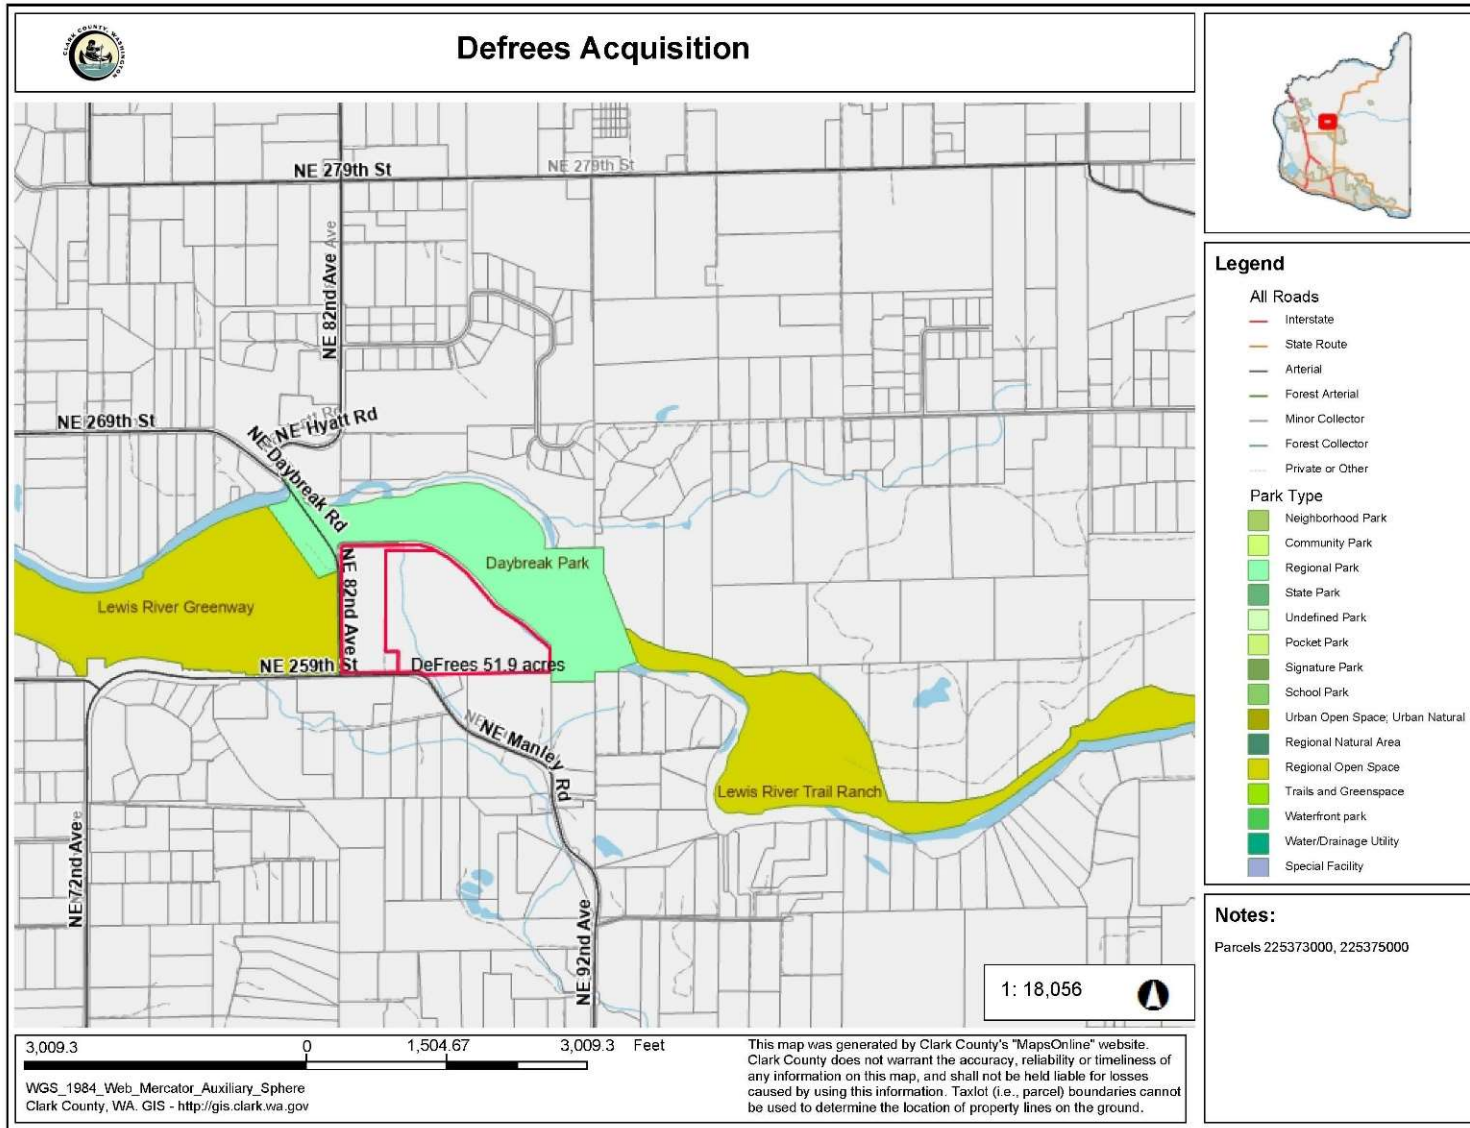 CLARK COUNTY, WASHINGTON
Defrees Acquisition
NE 279th St
NE 279th St
NE 82nd Ave
Ave
NE 269th St
NE Hyatt Rd
NE
Rd
NE Daybreak Rd
Daybreak Park
Lewis River Greenway
NE 82nd Ave
NE 259th St
DeFrees 51.9 acres
NE
NE Manley Rd
Lewis River Trail Ranch
NE 72nd Ave
NE 92nd Ave
1: 18,056
Legend
All Roads
Interstate
State Route
Arterial
Forest Arterial
Minor Collector
Forest Collector
Private or Other
Park Type
Neighborhood Park
Community Park
Regional Park
State Park
Undefined Park
Pocket Park
Signature Park
School Park
Urban Open Space; Urban Natural
Regional Natural Area
Regional Open Space
Trails and Greenspace
Waterfront park
Water/Drainage Utility
Special Facility
Notes:
Parcels 225373000, 225375000
3,009.3 0 1,504.67 3,009.3 Feet
WGS_1984_Web_Mercator_Auxiliary_Sphere
Clark County, WA. GIS - http://gis.clark.wa.gov
This map was generated by Clark County's "MapsOnline" website.
Clark County does not warrant the accuracy, reliability or timeliness of
any information on this map, and shall not be held liable for losses
caused by using this information. Taxlot (i.e., parcel) boundaries cannot
be used to determine the location of property lines on the ground.